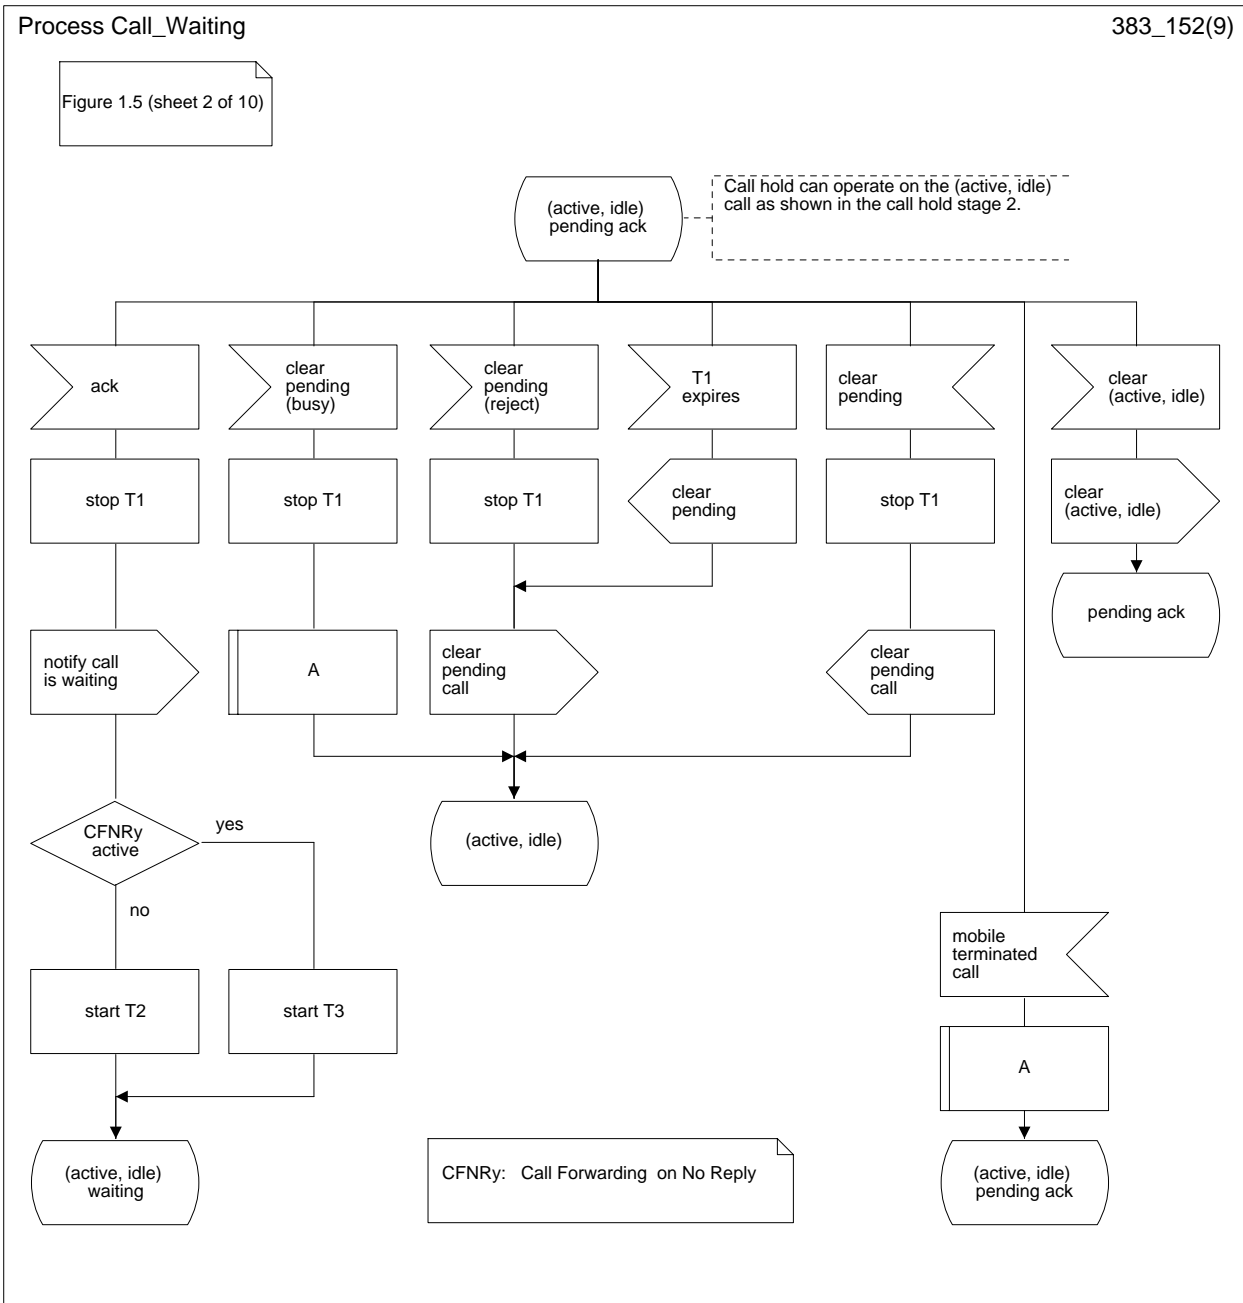 Process Call_Waiting
383_152(9)
Figure 1.5 (sheet 2 of 10)
(active, idle)
pending ack
Call hold can operate on the (active, idle)
call as shown in the call hold stage 2.
ack
clear
pending
(busy)
clear
pending
(reject)
T1
expires
clear
pending
clear
(active, idle)
stop T1
stop T1
stop T1
clear
pending
stop T1
clear
(active, idle)
pending ack
notify call
is waiting
A
clear
pending
call
clear
pending
call
CFNRy
active
yes
no
(active, idle)
mobile
terminated
call
start T2
start T3
A
(active, idle)
waiting
CFNRy: Call Forwarding on No Reply
(active, idle)
pending ack